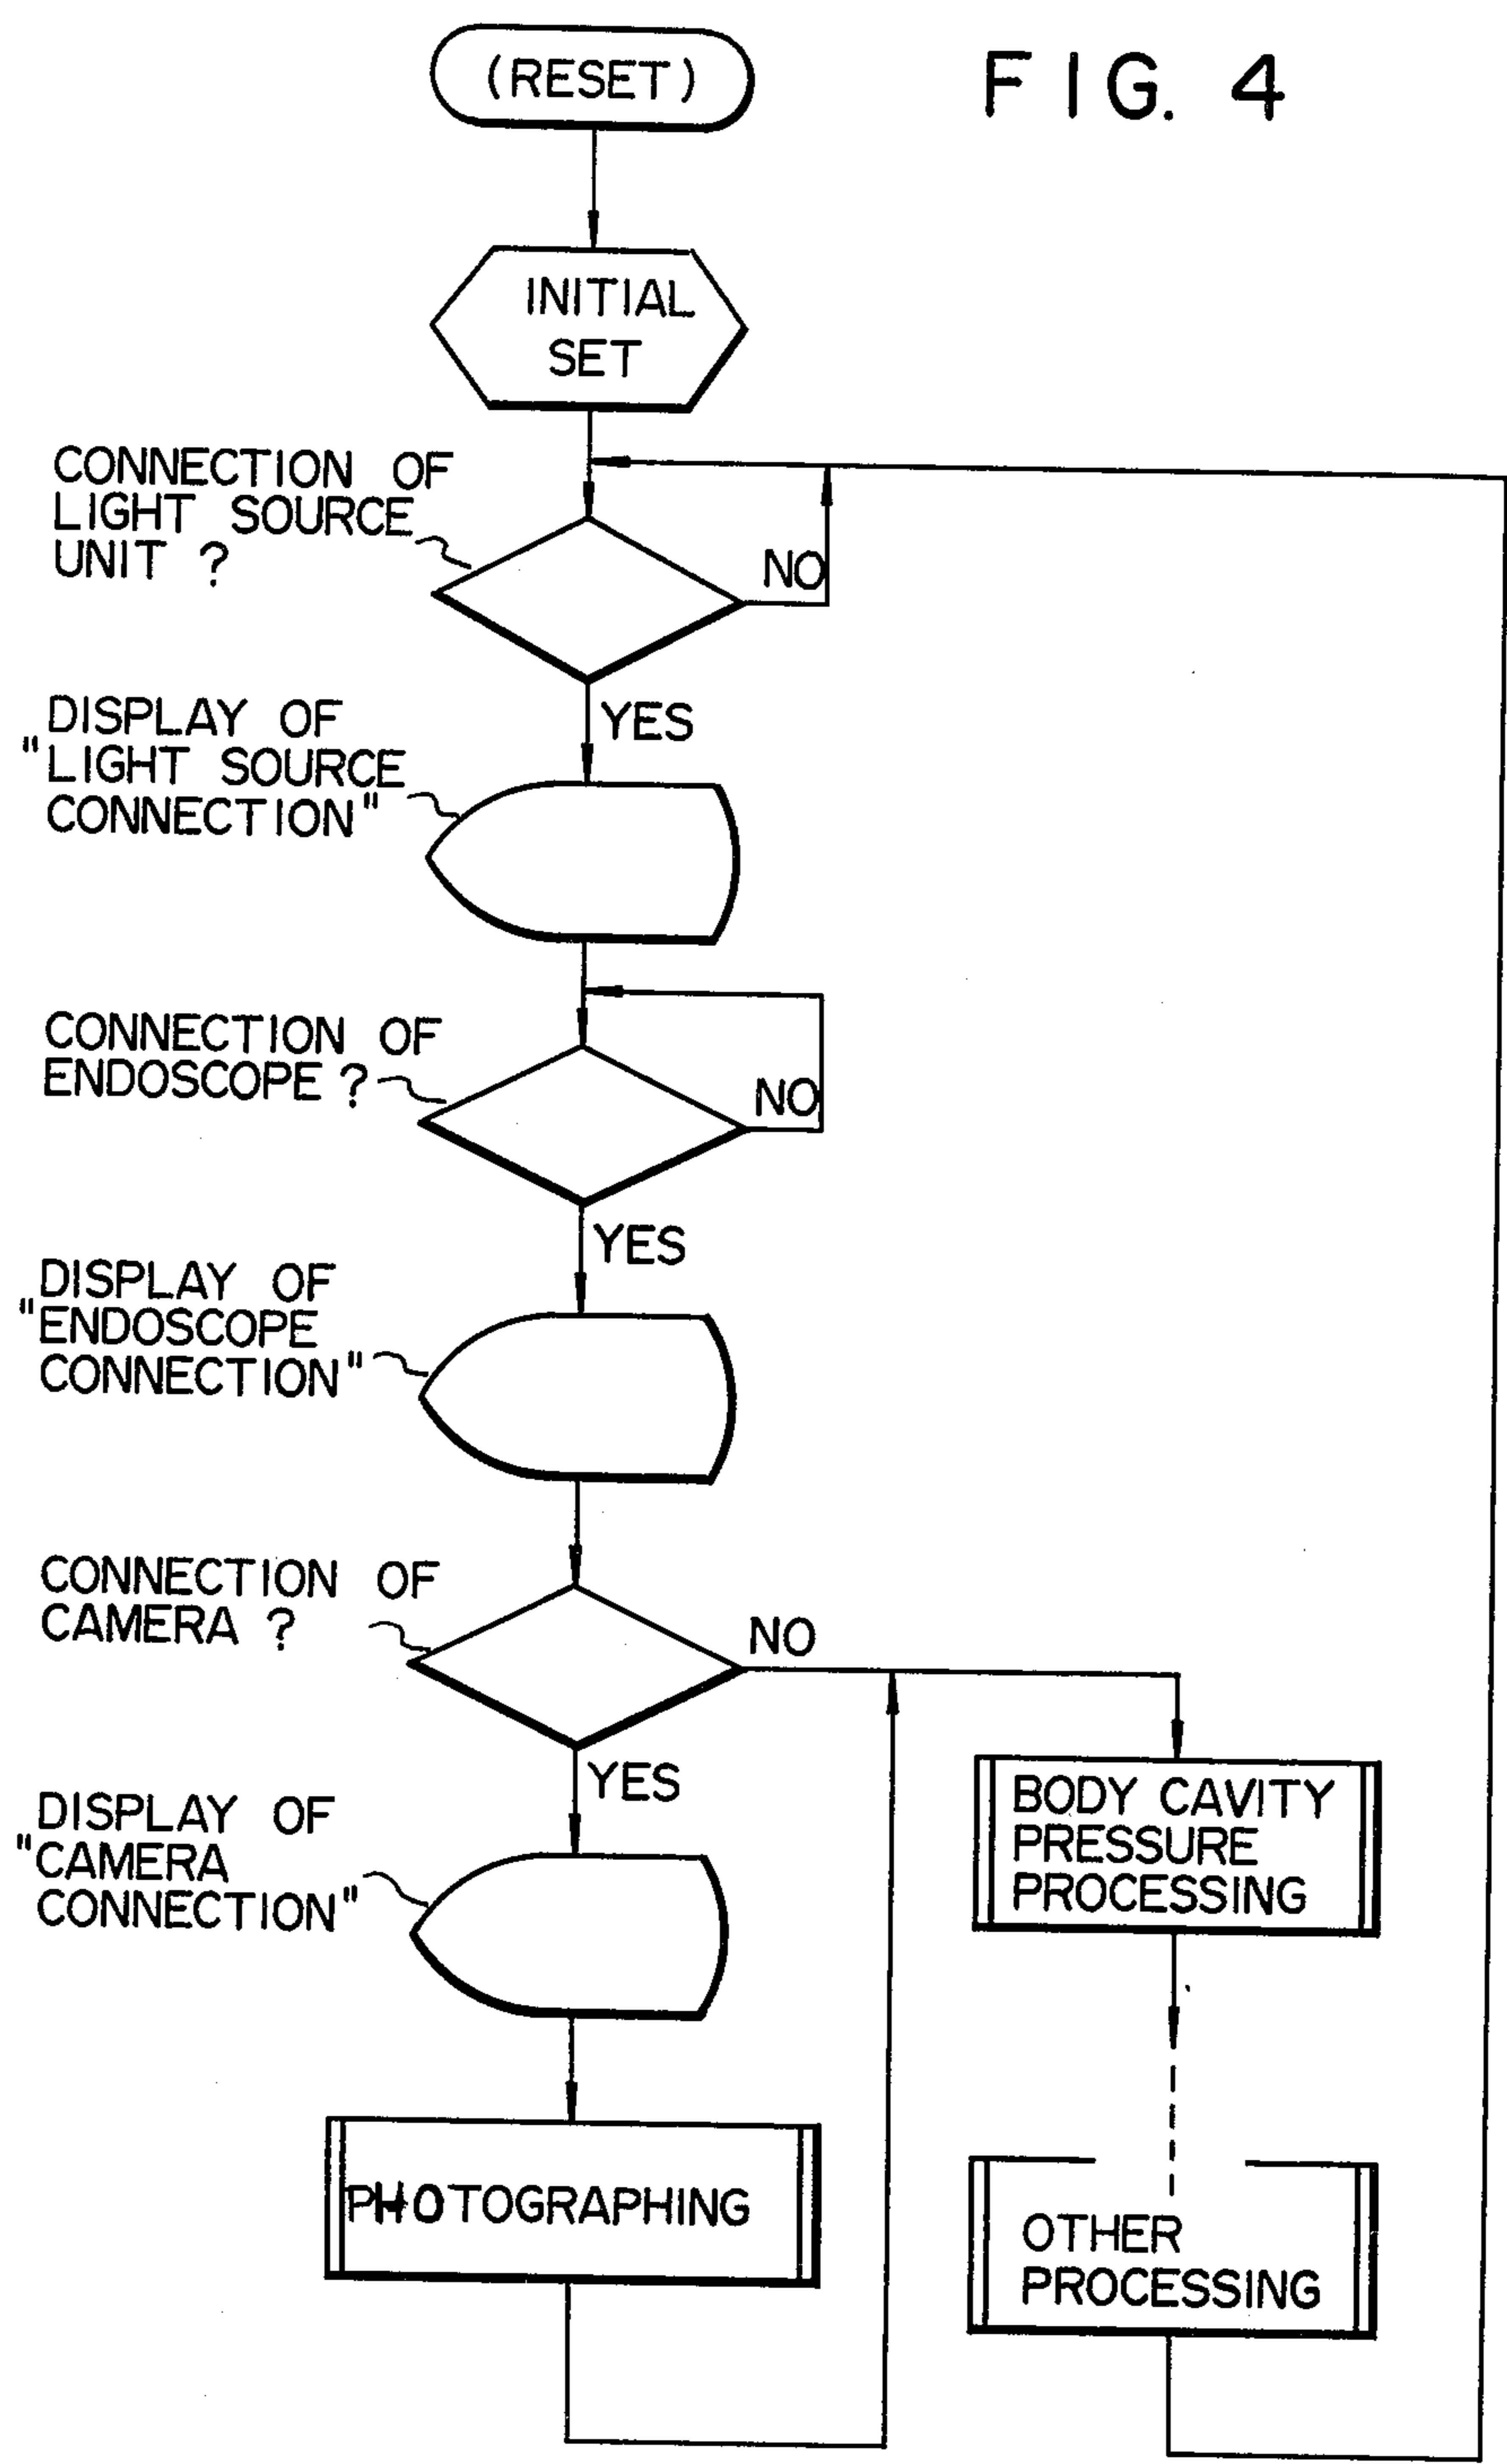 (RESET)
FIG. 4
INITIAL
SET
CONNECTION OF
LIGHT SOURCE
UNIT ?
NO
YES
DISPLAY OF
"LIGHT SOURCE
CONNECTION"
CONNECTION OF
ENDOSCOPE ?
NO
YES
DISPLAY OF
"ENDOSCOPE
CONNECTION"
CONNECTION OF
CAMERA ?
NO
YES
DISPLAY OF
"CAMERA
CONNECTION"
BODY CAVITY
PRESSURE
PROCESSING
PHOTOGRAPHING
OTHER
PROCESSING